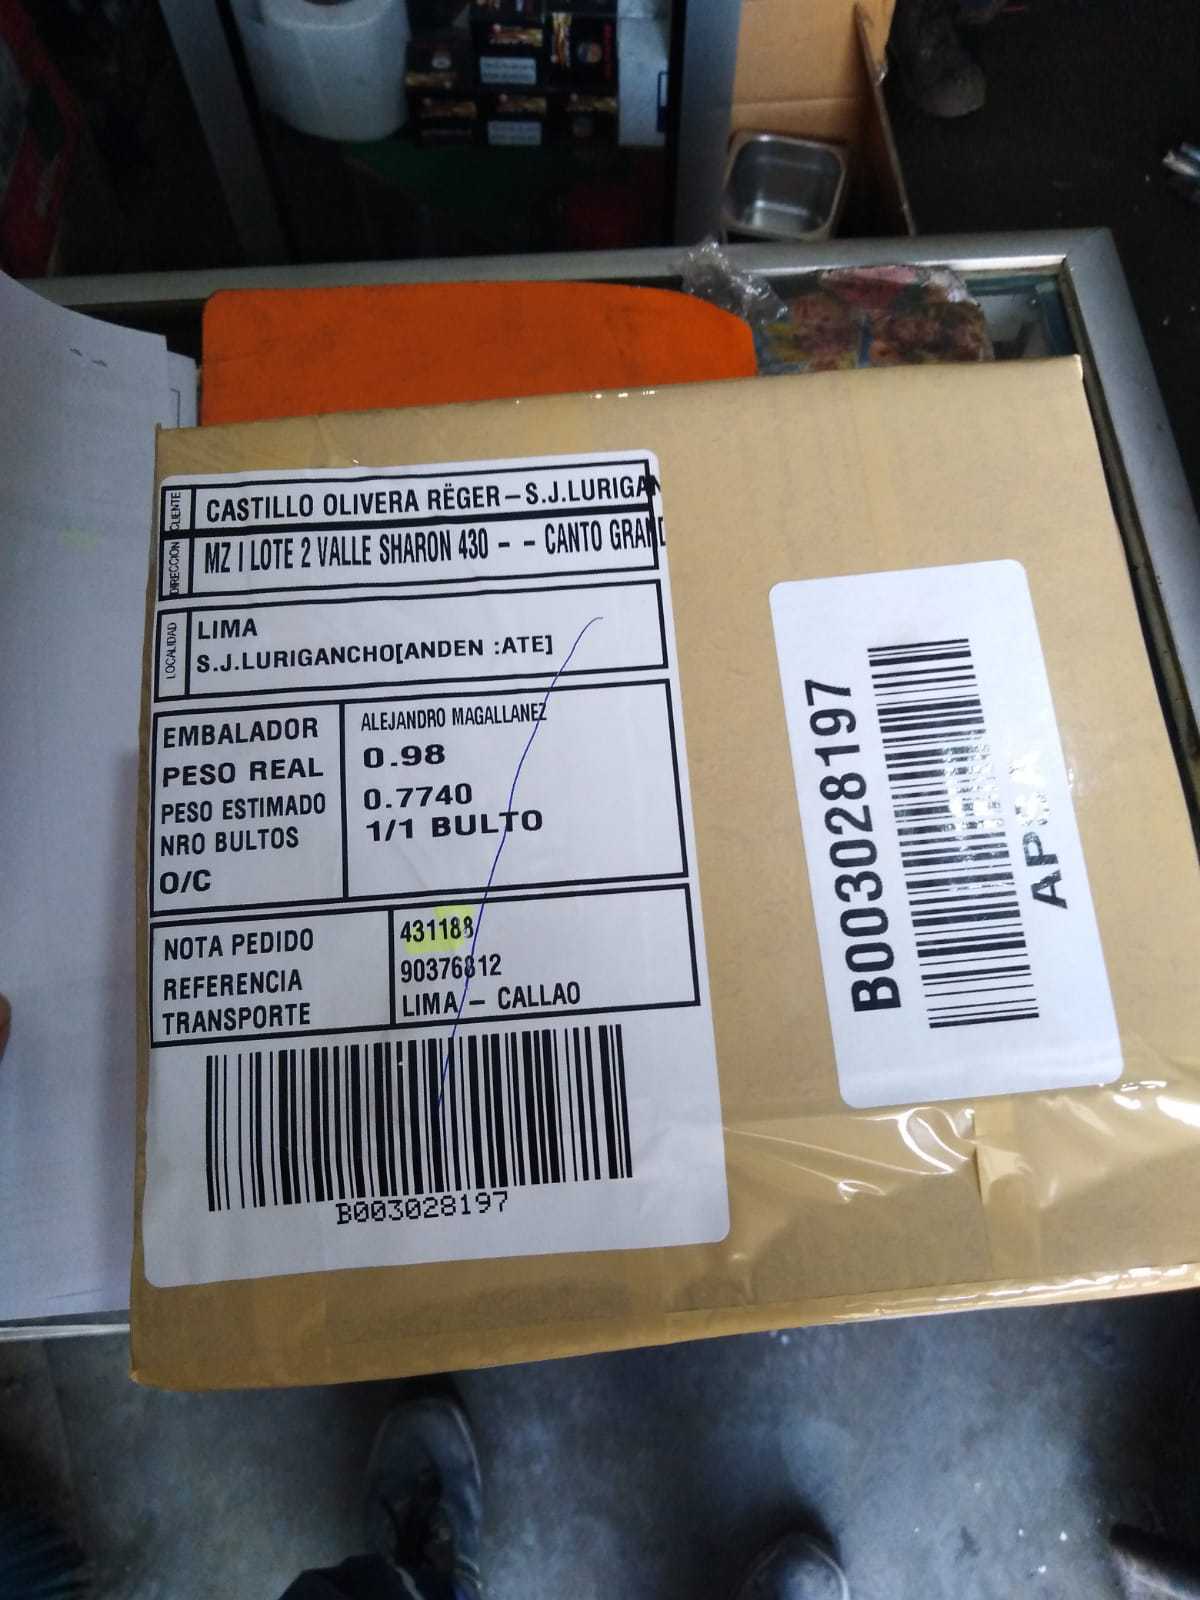 CLIENTE
CASTILLO OLIVERA RËGER – S.J.LURIGAN
DIRECCIÓN
MZ I LOTE 2 VALLE SHARON 430 - - CANTO GRAND
LOCALIDAD
LIMA
S.J.LURIGANCHO[ANDEN :ATE]
EMBALADOR ALEJANDRO MAGALLANEZ
PESO REAL 0.98
PESO ESTIMADO 0.7740
NRO BULTOS 1/1 BULTO
O/C
NOTA PEDIDO 431188
REFERENCIA 90376812
TRANSPORTE LIMA – CALLAO
B003028197
B003028197